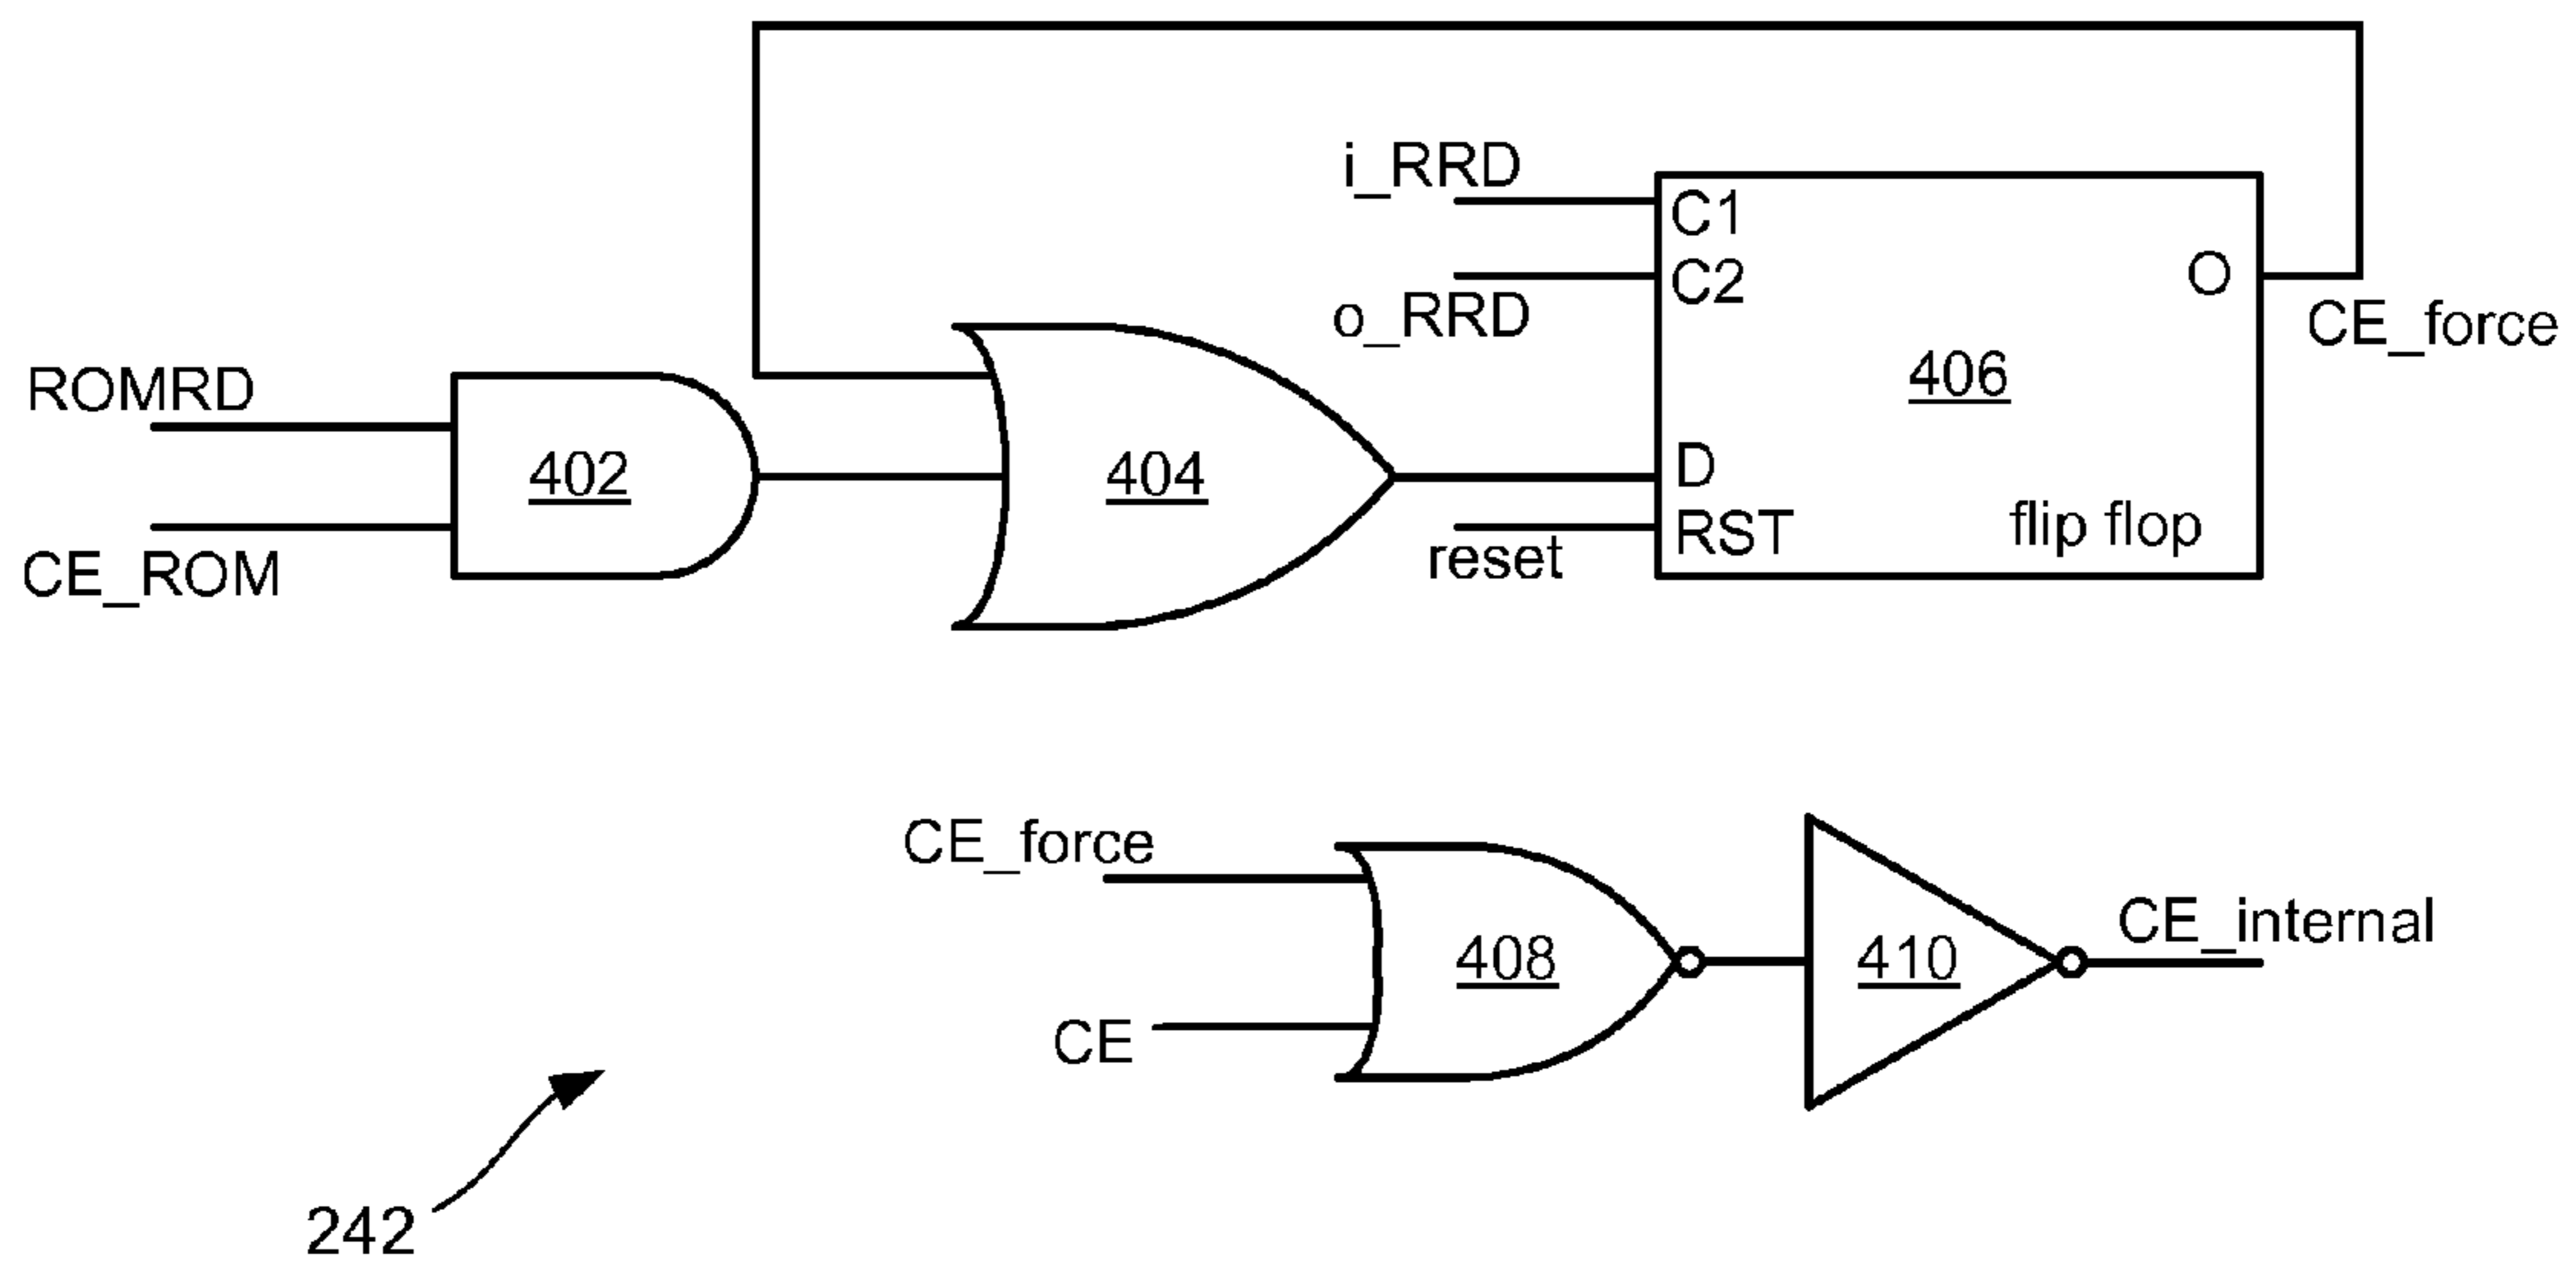 i_RRD
C1
C2
o_RRD
O
CE_force
406
ROMRD
402
404
D
CE_ROM
reset
RST
flip flop
CE_force
408
410
CE_internal
CE
242